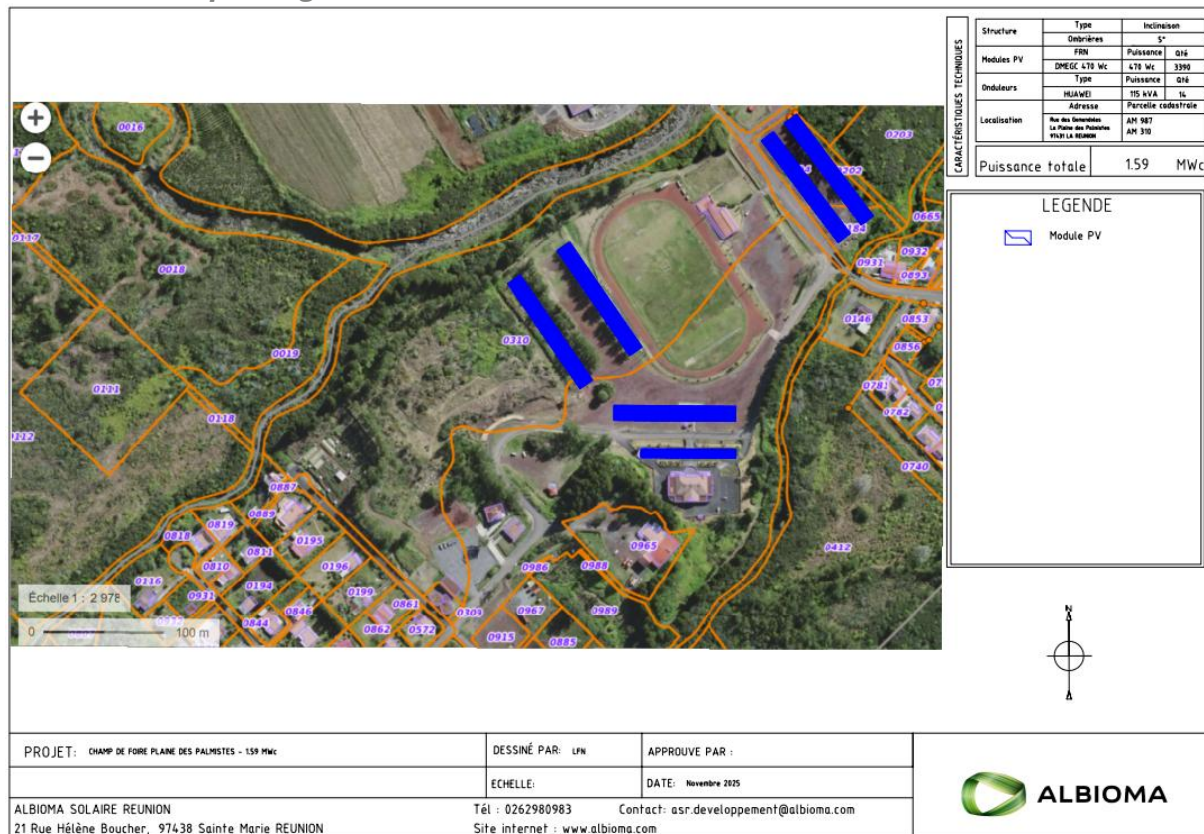 CARACTÉRISTIQUES TECHNIQUES
Structure
Type
Inclinaison
Ombrières
5°
Modules PV
FRN
Puissance
Qté
DMEGC 470 Wc
470 Wc
3390
Onduleurs
Type
Puissance
Qté
HUAWEI
115 kVA
14
Localisation
Adresse
Parcelle cadastrale
La Plaine des Palmistes
97431 LA REUNION
AM 987
AM 310
Puissance totale
1.59 MWc
LEGENDE
Module PV
+
−
0016
0203
0202
0184
0665
0932
0931
0893
0117
0018
0146
0853
0856
0310
0019
0111
0118
0781
0782
0112
0740
0887
0889
0819
0818
0195
0811
0810
0196
0965
0412
0116
0194
0986
0988
0931
0199
0846
0861
0967
0989
0844
0862
0572
0915
0885
Échelle 1 : 2 978
0 100 m
N
PROJET: CHAMP DE FOIRE PLAINE DES PALMISTES - 1.59 MWc
DESSINÉ PAR: LFN
APPROUVE PAR :
ECHELLE:
DATE: Novembre 2025
ALBIOMA SOLAIRE REUNION
21 Rue Hélène Boucher, 97438 Sainte Marie REUNION
Tél : 0262980983 Contact: asr.developpement@albioma.com
Site internet : www.albioma.com
ALBIOMA